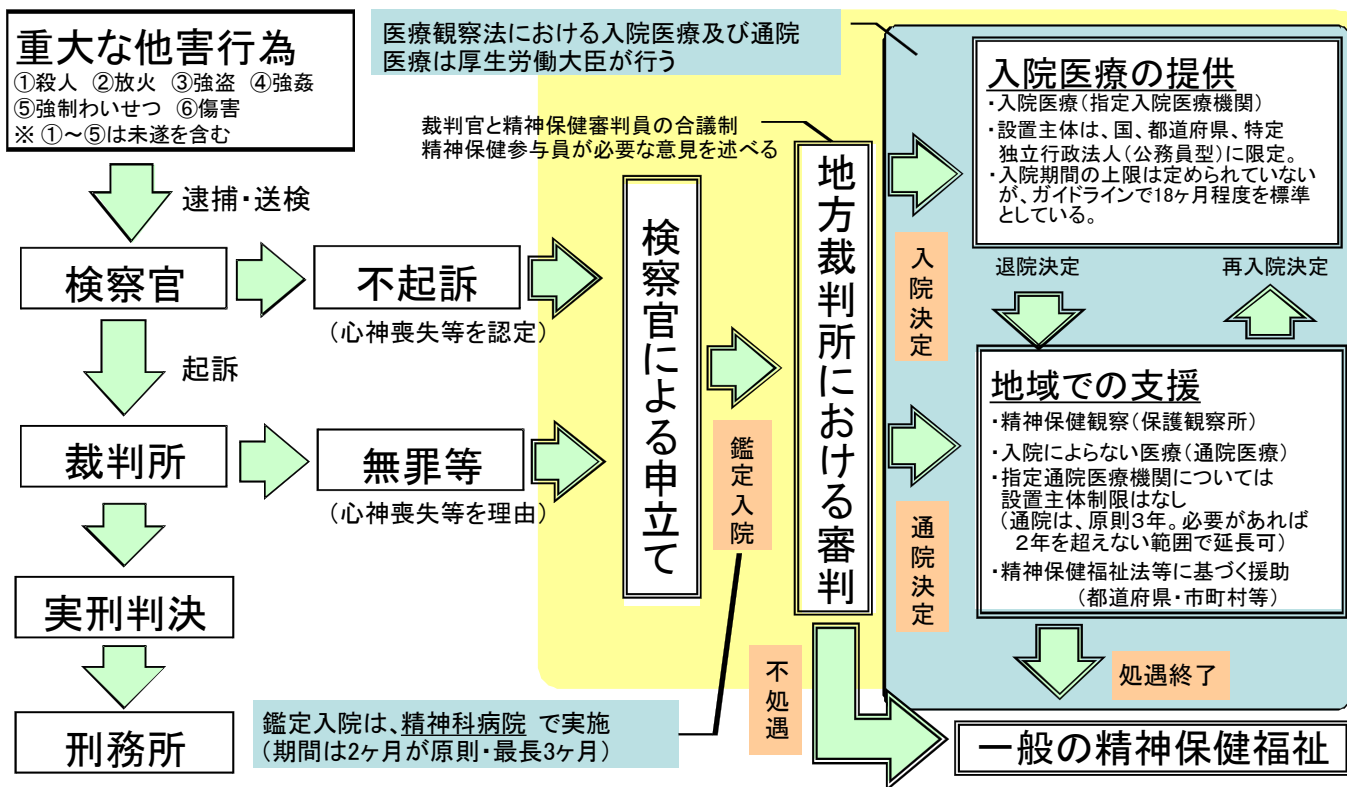 重大な他害行為
①殺人 ②放火 ③強盗 ④強姦
⑤強制わいせつ ⑥傷害
※ ①~⑤は未遂を含む
逮捕・送検
検察官
不起訴
(心神喪失等を認定)
起訴
裁判所
無罪等
(心神喪失等を理由)
実刑判決
刑務所
医療観察法における入院医療及び通院
医療は厚生労働大臣が行う
裁判官と精神保健審判員の合議制
精神保健参与員が必要な意見を述べる
検察官による申立て
鑑定入院
鑑定入院は、精神科病院 で実施
(期間は2ヶ月が原則・最長3ヶ月)
地方裁判所における審判
入院決定
通院決定
不処遇
入院医療の提供
・入院医療(指定入院医療機関)
・設置主体は、国、都道府県、特定
独立行政法人(公務員型)に限定。
・入院期間の上限は定められていない
が、ガイドラインで18ヶ月程度を標準
としている。
退院決定
再入院決定
地域での支援
・精神保健観察(保護観察所)
・入院によらない医療(通院医療)
・指定通院医療機関については
設置主体制限はなし
(通院は、原則3年。必要があれば
2年を超えない範囲で延長可)
・精神保健福祉法等に基づく援助
(都道府県・市町村等)
処遇終了
一般の精神保健福祉